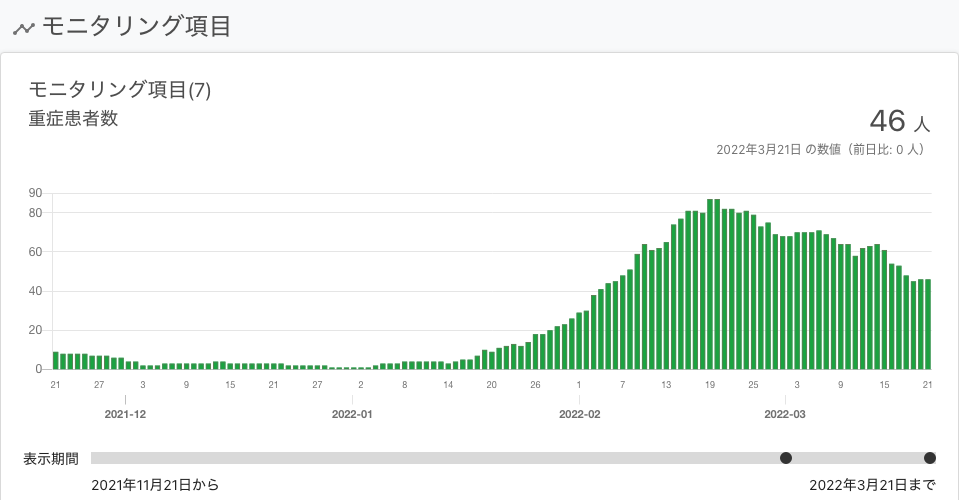 モニタリング項目
モニタリング項目(7)
重症患者数
46 人
2022年3月21日 の数値（前日比: 0 人）
90
80
60
40
20
0
21 27 3 9 15 21 27 2 8 14 20 26 1 7 13 19 25 3 9 15 21
2021-12 2022-01 2022-02 2022-03
表示期間
2021年11月21日から 2022年3月21日まで